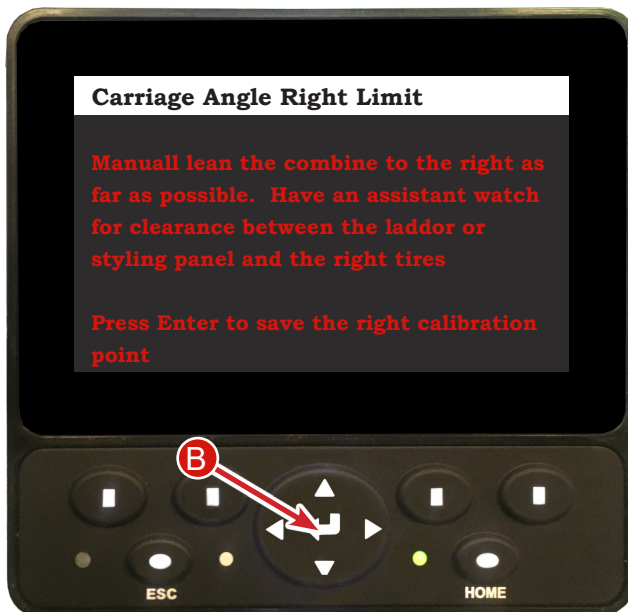 Carriage Angle Right Limit
Manuall lean the combine to the right as
far as possible. Have an assistant watch
for clearance between the laddor or
styling panel and the right tires
Press Enter to save the right calibration
point
B
ESC
HOME